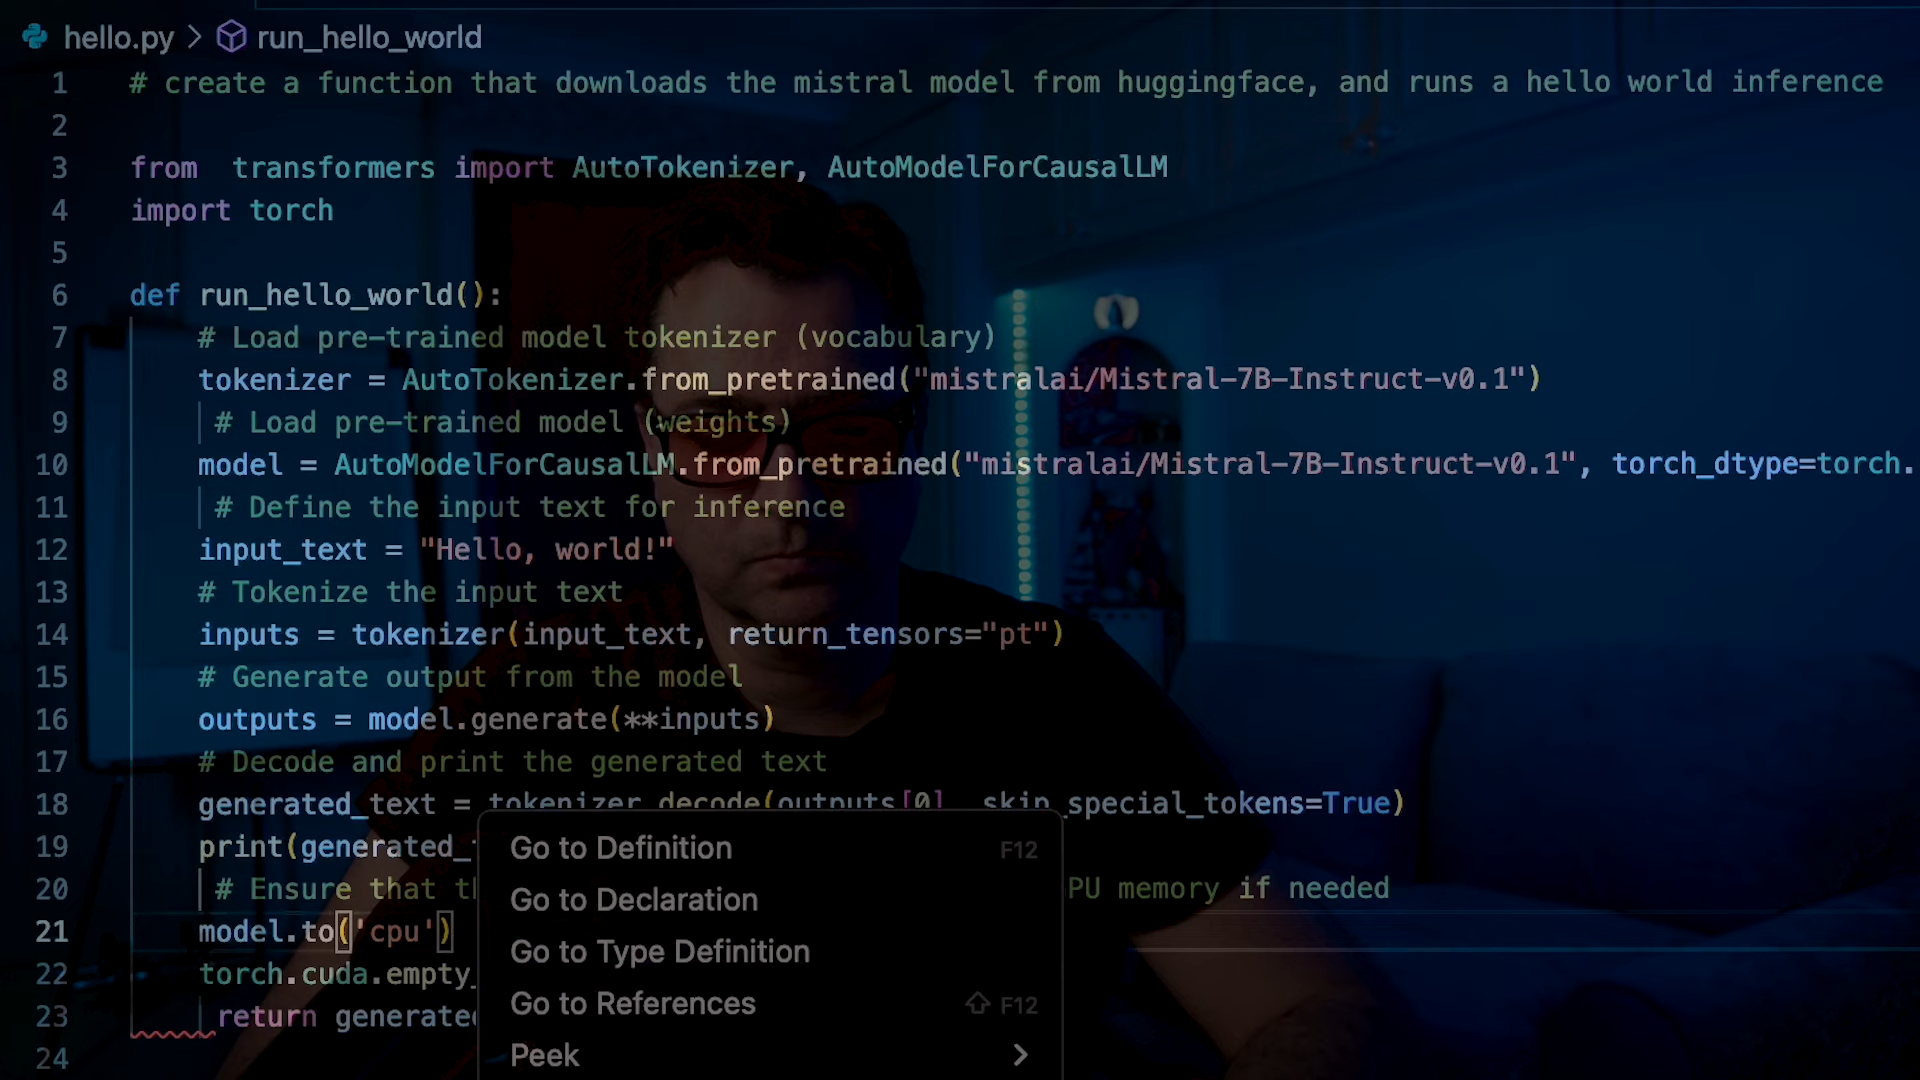 hello.py > run_hello_world
1 # create a function that downloads the mistral model from huggingface, and runs a hello world inference
2
3 from  transformers import AutoTokenizer, AutoModelForCausalLM
4 import torch
5
6 def run_hello_world():
7 # Load pre-trained model tokenizer (vocabulary)
8 tokenizer = AutoTokenizer.from_pretrained("mistralai/Mistral-7B-Instruct-v0.1")
9 # Load pre-trained model (weights)
10 model = AutoModelForCausalLM.from_pretrained("mistralai/Mistral-7B-Instruct-v0.1", torch_dtype=torch.
11 # Define the input text for inference
12 input_text = "Hello, world!"
13 # Tokenize the input text
14 inputs = tokenizer(input_text, return_tensors="pt")
15 # Generate output from the model
16 outputs = model.generate(**inputs)
17 # Decode and print the generated text
18 generated_text = tokenizer.decode(outputs[0], skip_special_tokens=True)
19 print(generated_
20 # Ensure that PU memory if needed
21 model.to('cpu')
22 torch.cuda.empty_
23 return generated
24
Go to Definition F12
Go to Declaration
Go to Type Definition
Go to References ⇧ F12
Peek >